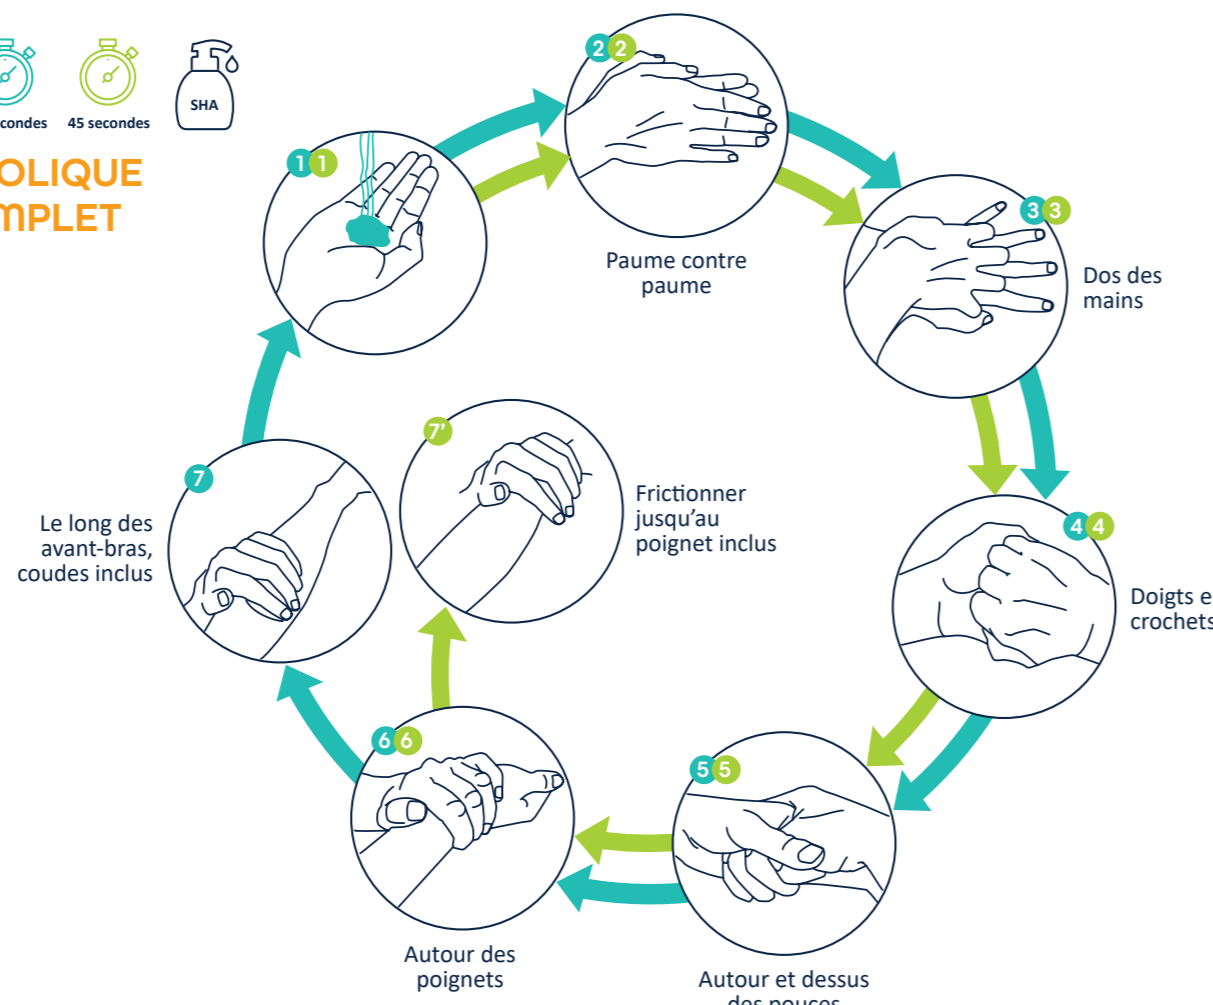 condes
45 secondes
SHA
OLIQUE
MPLET
1 1
2 2
Paume contre
paume
3 3
Dos des
mains
4 4
Doigts e
crochets
5 5
Autour et dessus
des pouces
6 6
Autour des
poignets
7
Le long des
avant-bras,
coudes inclus
7’
Frictionner
jusqu’au
poignet inclus